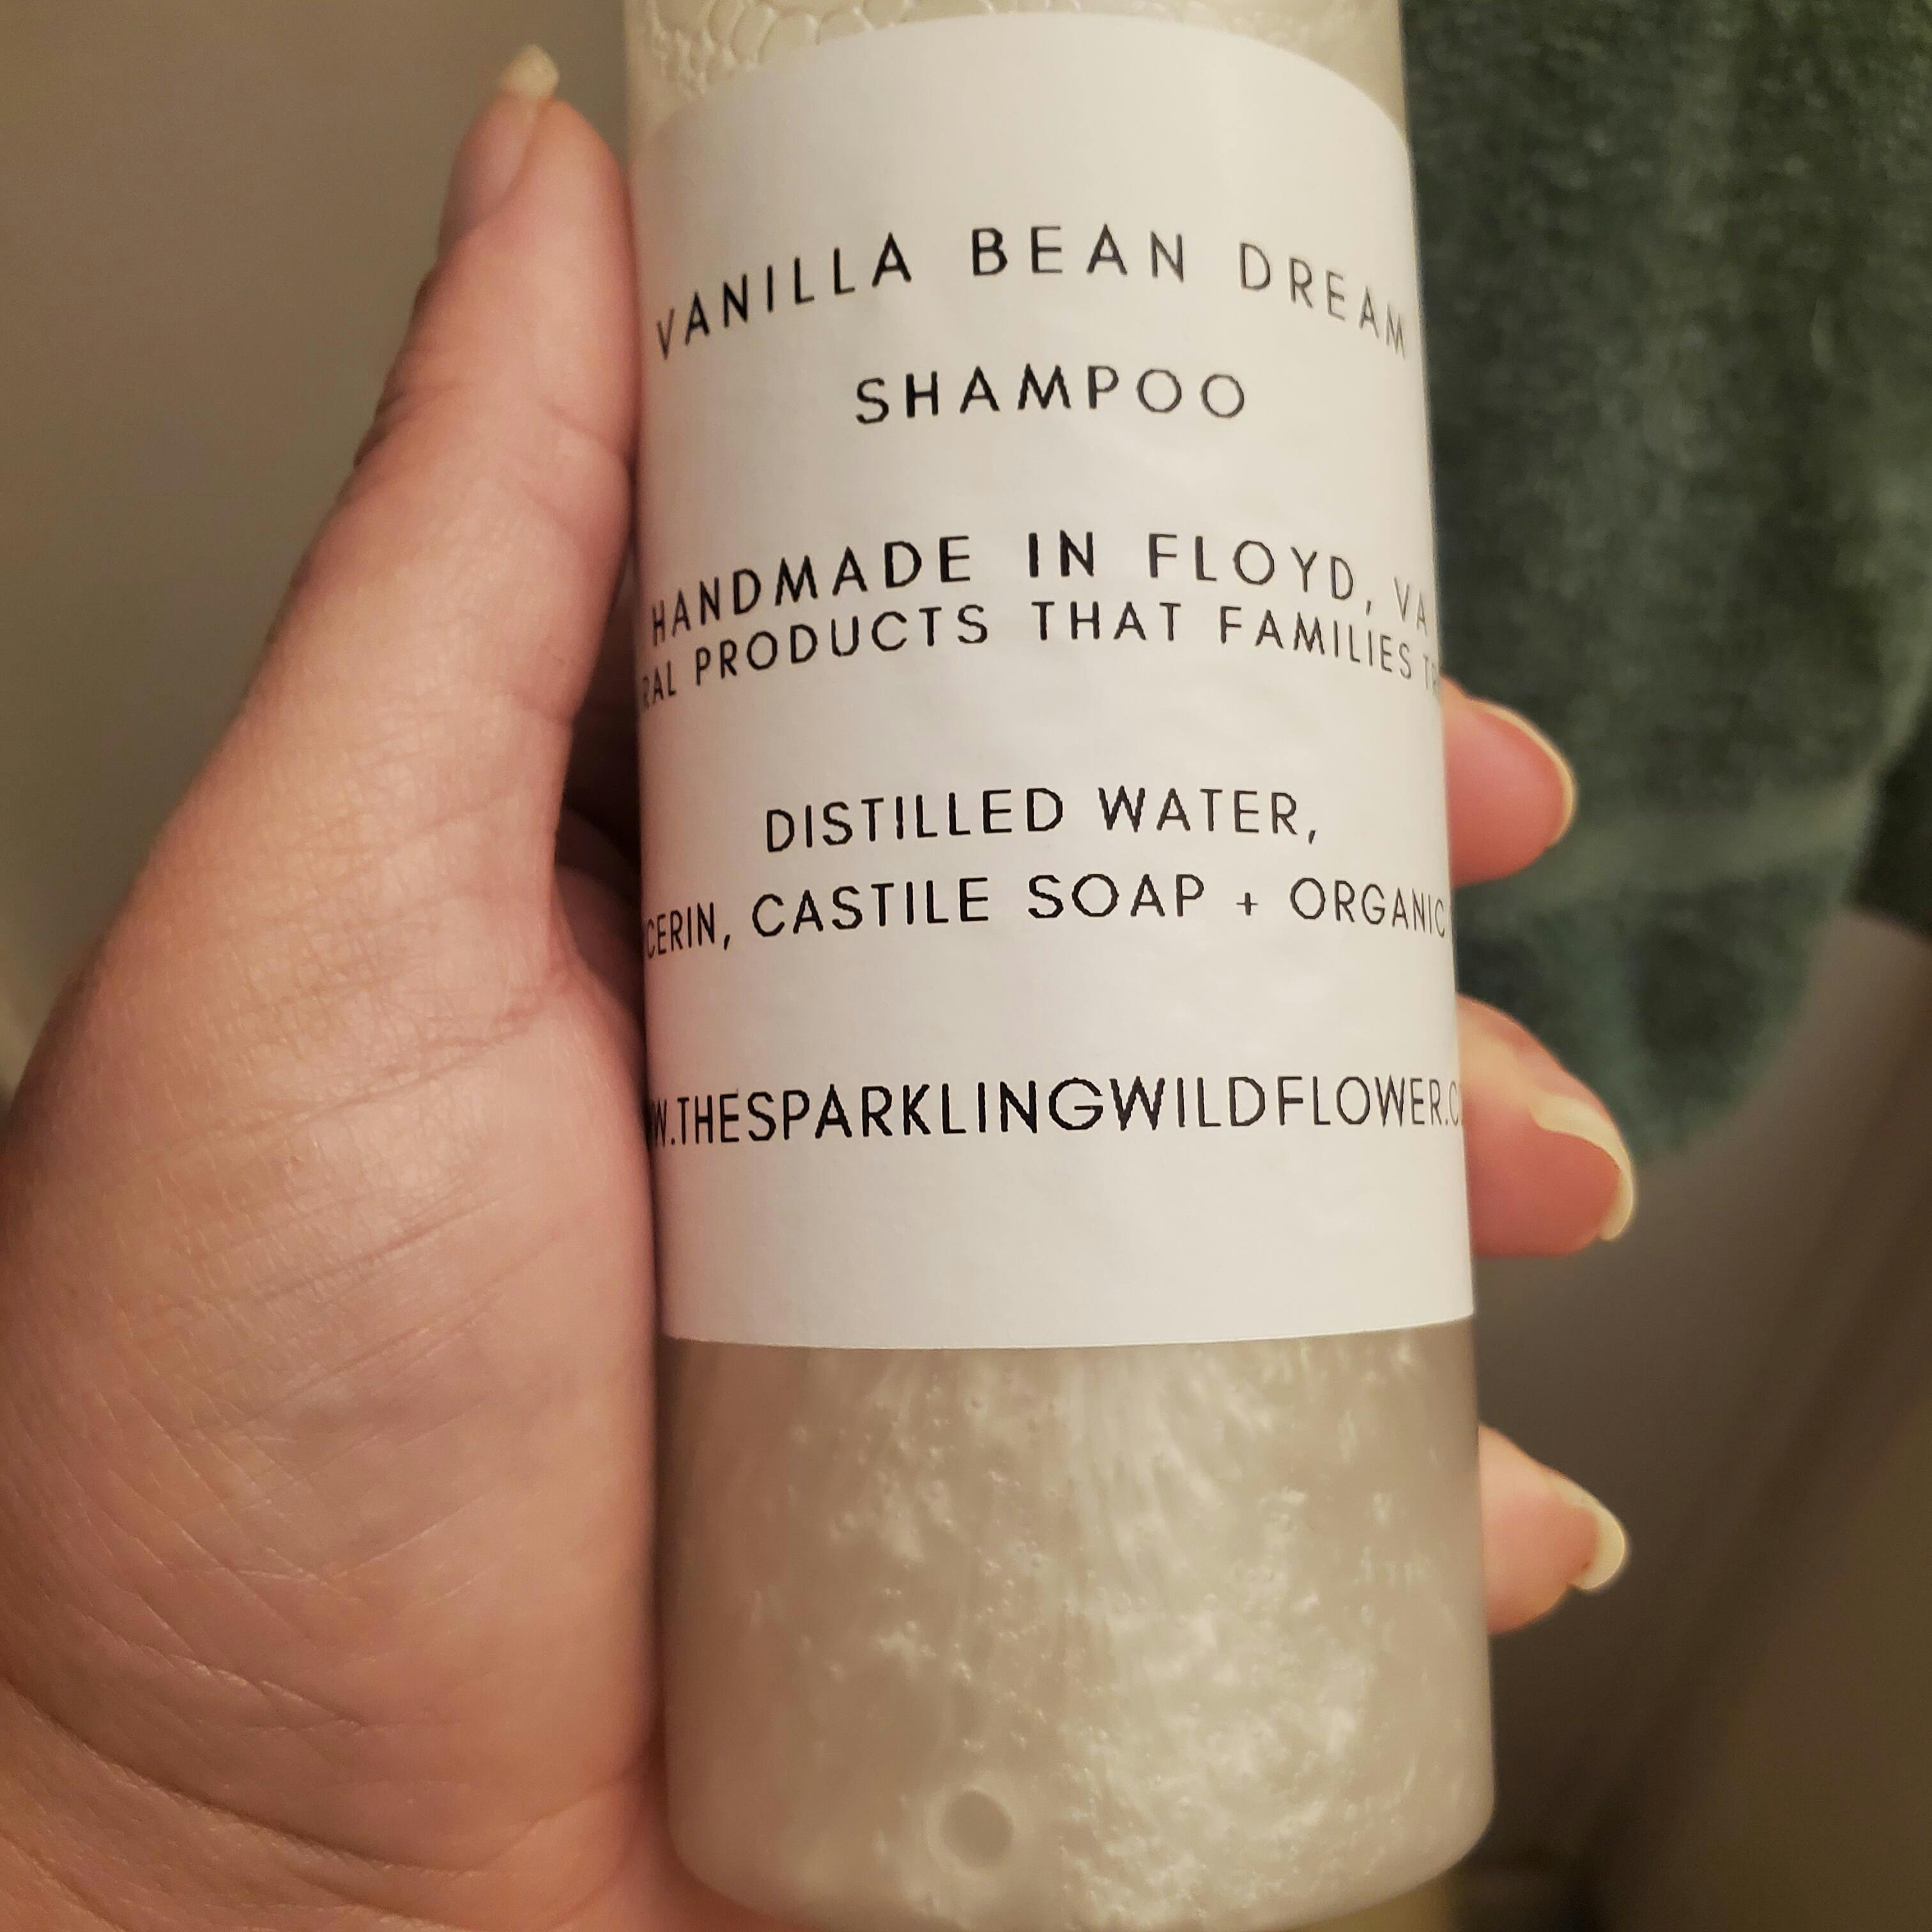 VANILLA BEAN DREAM
SHAMPOO
HANDMADE IN FLOYD, VA
PRODUCTS THAT FAMILIES
DISTILLED WATER,
CASTILE SOAP + ORGANIC
W.THESPARKLINGWILDFLOWER.C